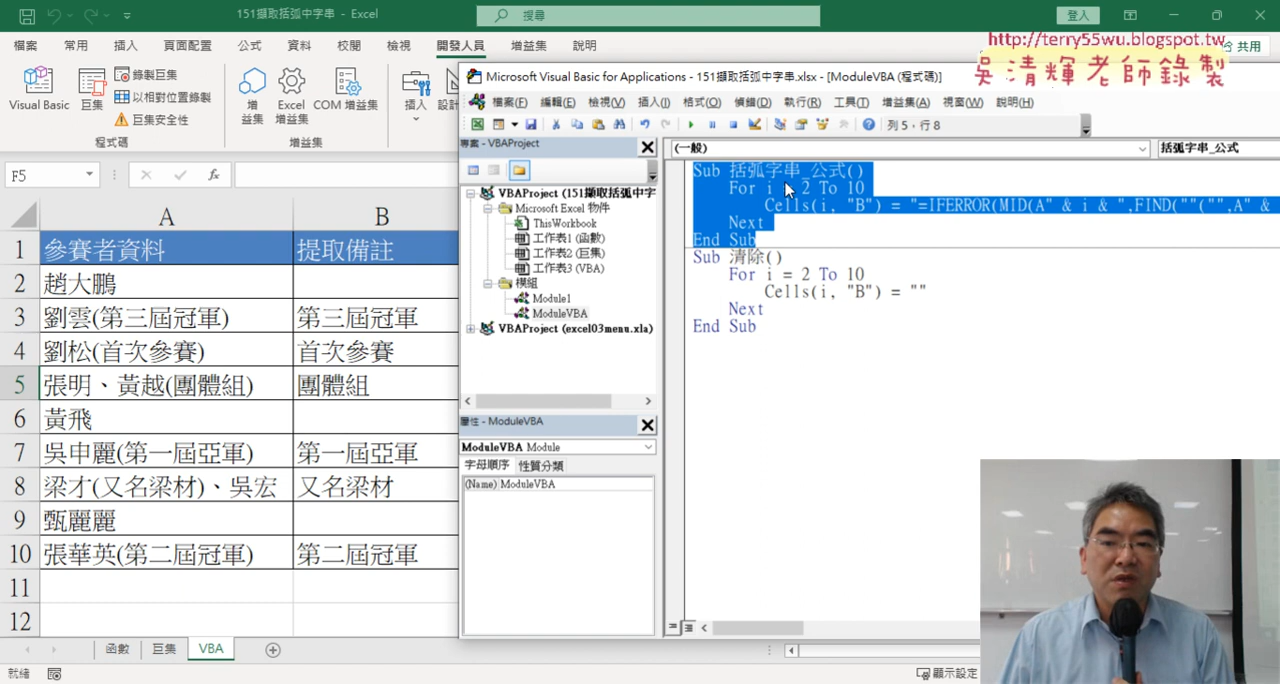 151擷取括弧中字串 - Excel
搜尋
登入
檔案 常用 插入 頁面配置 公式 資料 校閱 檢視 開發人員 增益集 說明
共用
http://terry55wu.blogspot.tw
吳清輝老師錄製
Visual Basic
巨集
錄製巨集
以相對位置錄製
巨集安全性
程式碼
增益集
Excel 增益集
COM 增益集
增益集
插入
設計
Microsoft Visual Basic for Applications - 151擷取括弧中字串.xlsx - [ModuleVBA (程式碼)]
檔案(F) 編輯(E) 檢視(V) 插入(I) 格式(O) 偵錯(D) 執行(R) 工具(T) 增益集(A) 視窗(W) 說明(H)
列 5，行 8
專案 - VBAProject
VBAProject (151擷取括弧中字
Microsoft Excel 物件
ThisWorkbook
工作表1 (函數)
工作表2 (巨集)
工作表3 (VBA)
模組
Module1
ModuleVBA
VBAProject (excel03menu.xla)
屬性 - ModuleVBA
ModuleVBA Module
字母順序 性質分類
(Name) ModuleVBA
(一般)
括弧字串_公式
Sub 括弧字串_公式()
For i = 2 To 10
Cells(i, "B") = "=IFERROR(MID(A" & i & ",FIND(""("",A" &
Next
End Sub
Sub 清除()
For i = 2 To 10
Cells(i, "B") = ""
Next
End Sub
F5
fx
A B
1 參賽者資料 提取備註
2 趙大鵬
3 劉雲(第三屆冠軍) 第三屆冠軍
4 劉松(首次參賽) 首次參賽
5 張明、黃越(團體組) 團體組
6 黃飛
7 吳申麗(第一屆亞軍) 第一屆亞軍
8 梁才(又名梁材)、吳宏 又名梁材
9 甄麗麗
10 張華英(第二屆冠軍) 第二屆冠軍
11
12
函數 巨集 VBA
就緒
顯示設定